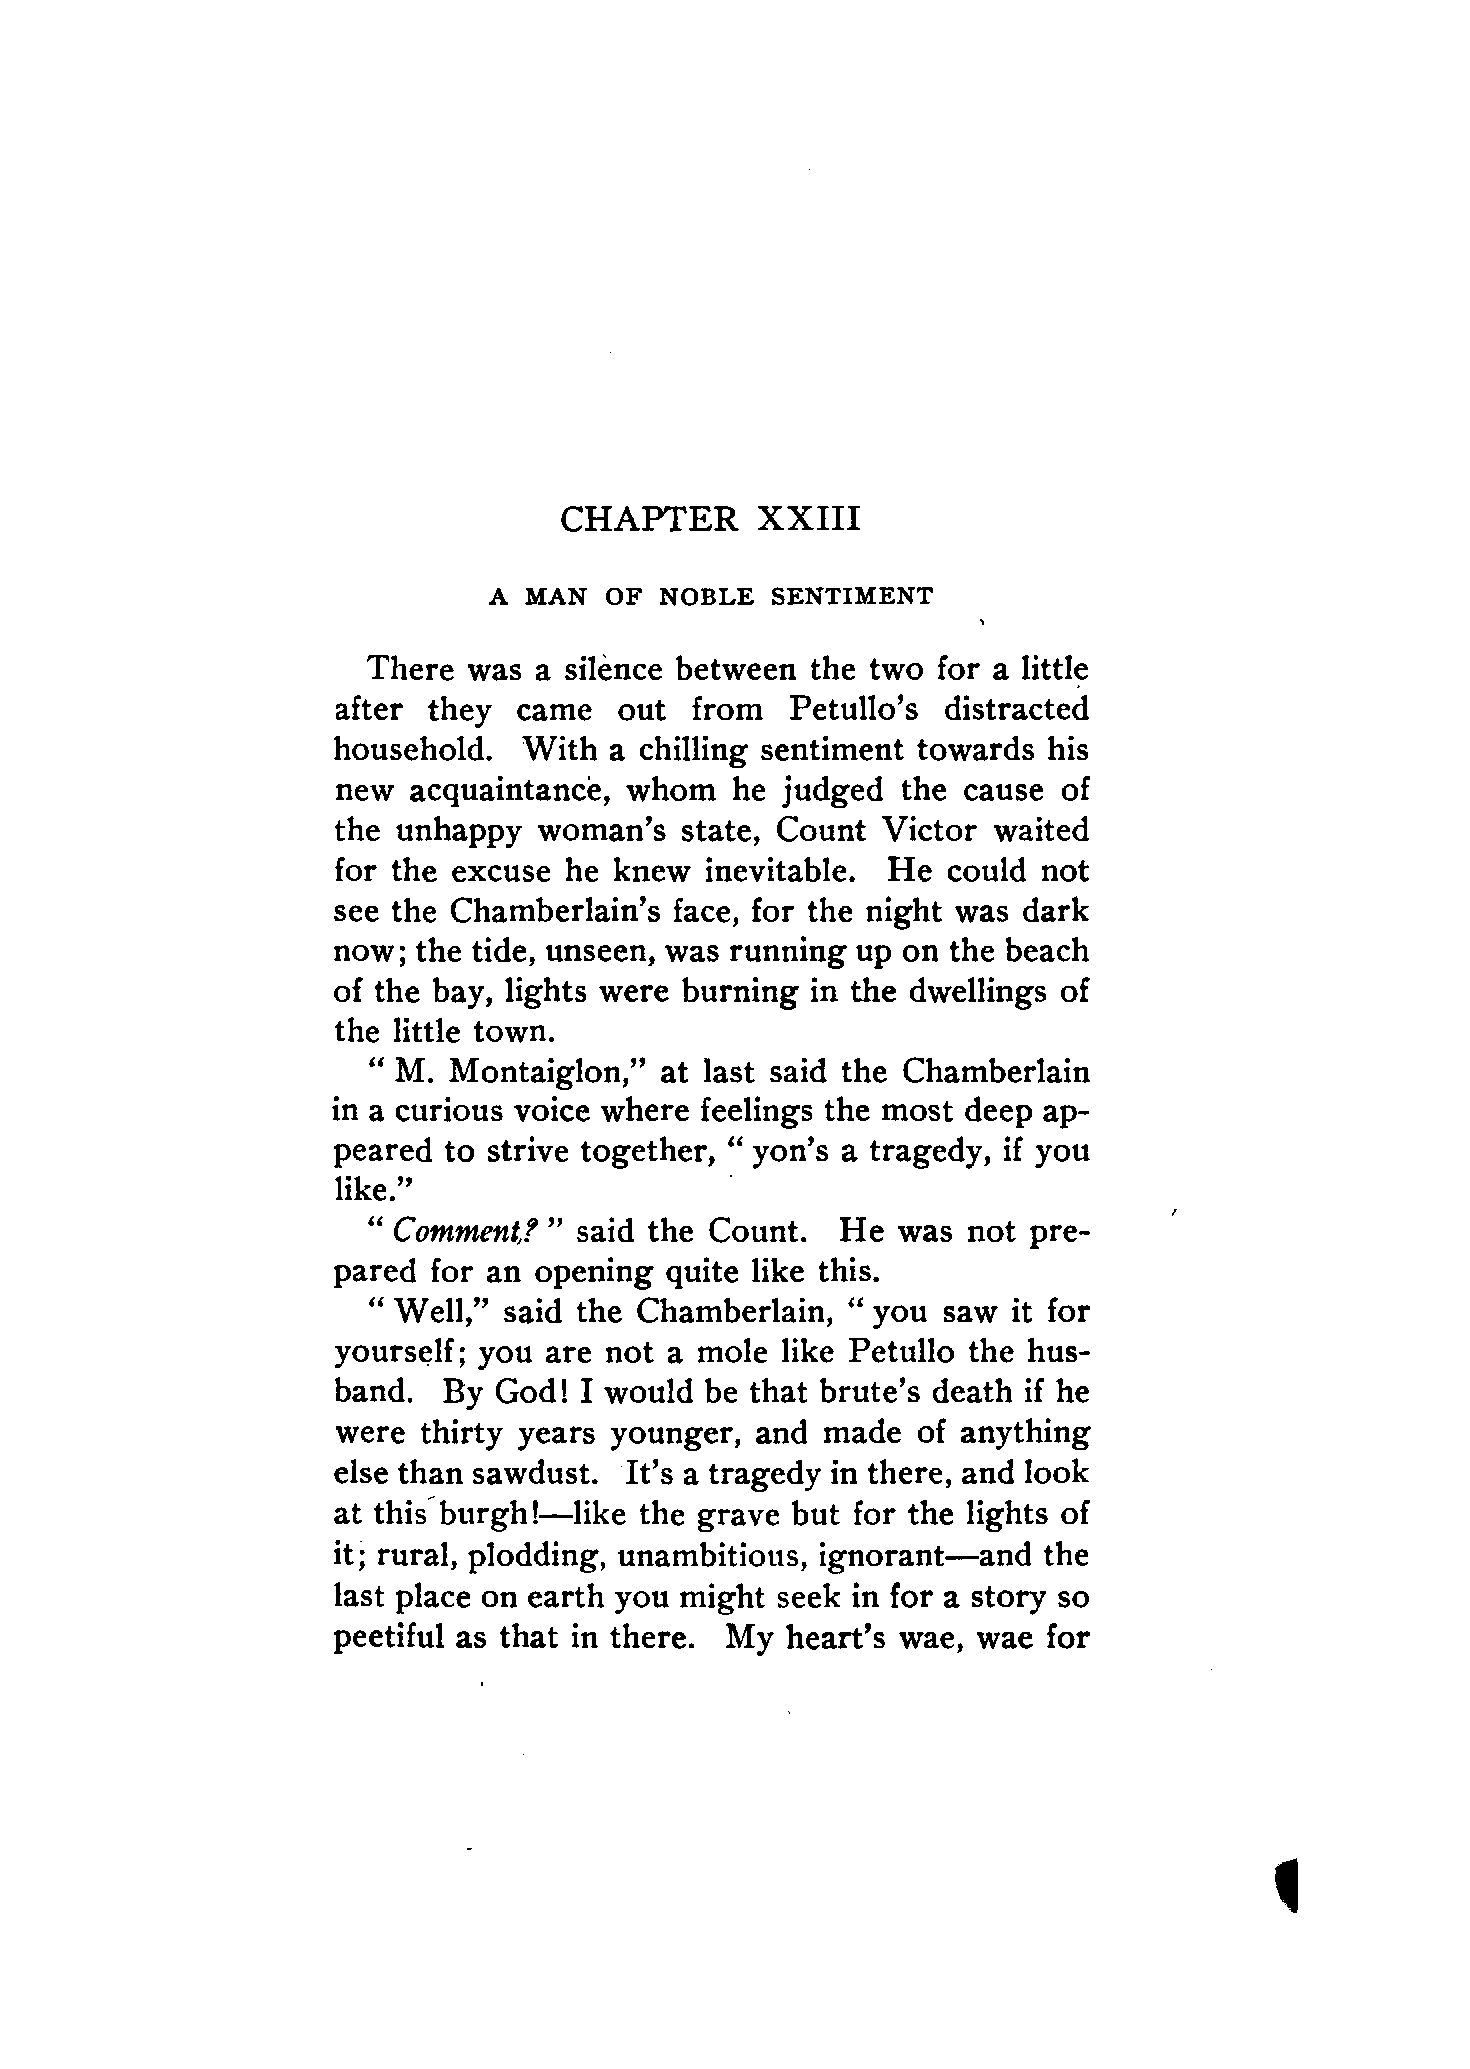 CHAPTER XXIII
A MAN OF NOBLE SENTIMENT
There was a silence between the two for a little
after they came out from Petullo's distracted
household. With a chilling sentiment towards his
new acquaintance, whom he judged the cause of
the unhappy woman's state, Count Victor waited
for the excuse he knew inevitable. He could not
see the Chamberlain's face, for the night was dark
now; the tide, unseen, was running up on the beach
of the bay, lights were burning in the dwellings of
the little town.
“ M. Montaiglon,” at last said the Chamberlain
in a curious voice where feelings the most deep ap-
peared to strive together, “ yon's a tragedy, if you
like.”
“ Comment? ” said the Count. He was not pre-
pared for an opening quite like this.
“ Well,” said the Chamberlain, “ you saw it for
yourself; you are not a mole like Petullo the hus-
band. By God! I would be that brute's death if he
were thirty years younger, and made of anything
else than sawdust. It's a tragedy in there, and look
at this burgh!—like the grave but for the lights of
it; rural, plodding, unambitious, ignorant—and the
last place on earth you might seek in for a story so
peetiful as that in there. My heart's wae, wae for